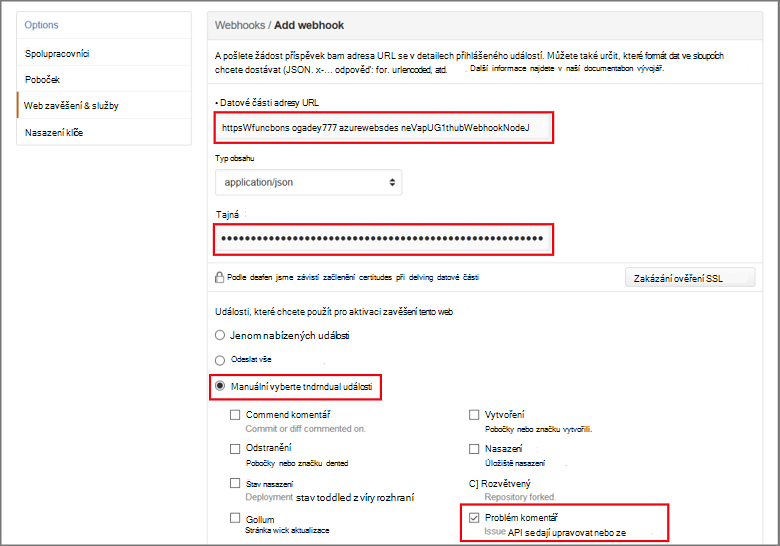 Options
Spolupracovníci
Poboček
Web zavěšení & služby
Nasazení klíče
Webhooks / Add webhook
A pošlete žádost příspěvek bam adresa URL se v detailech přihlášeného událostí. Můžete také určit, které formát dat ve sloupcích
chcete dostávat (JSON. x-... odpověď: for. urlencoded, atd. Další informace najdete v naší documentabon vývojář.
• Datové části adresy URL
httpsWfuncbons ogadey777 azurewebsdes neVapUG1thubWebhookNodeJ
Typ obsahu
application/json
Tajná
Podle deafen jsme závistí začlenění certitudes při delving datové části
Zakázání ověření SSL
Události, které chcete použít pro aktivaci zavěšení tento web
Jenom nabízených události
Odeslat vše
Manuální vyberte tndrndual události
Commend komentář
Commit or diff commented on.
Vytvoření
Pobočky nebo značku vytvořili.
Odstranění
Pobočky nebo značku dented
Nasazení
Úložiště nasazení
Stav nasazení
Deployment stav toddled z víry rozhraní
C] Rozvětvený
Repository forked.
Gollum
Stránka wick aktualizace
Problém komentář
Issue API se dají upravovat nebo ze